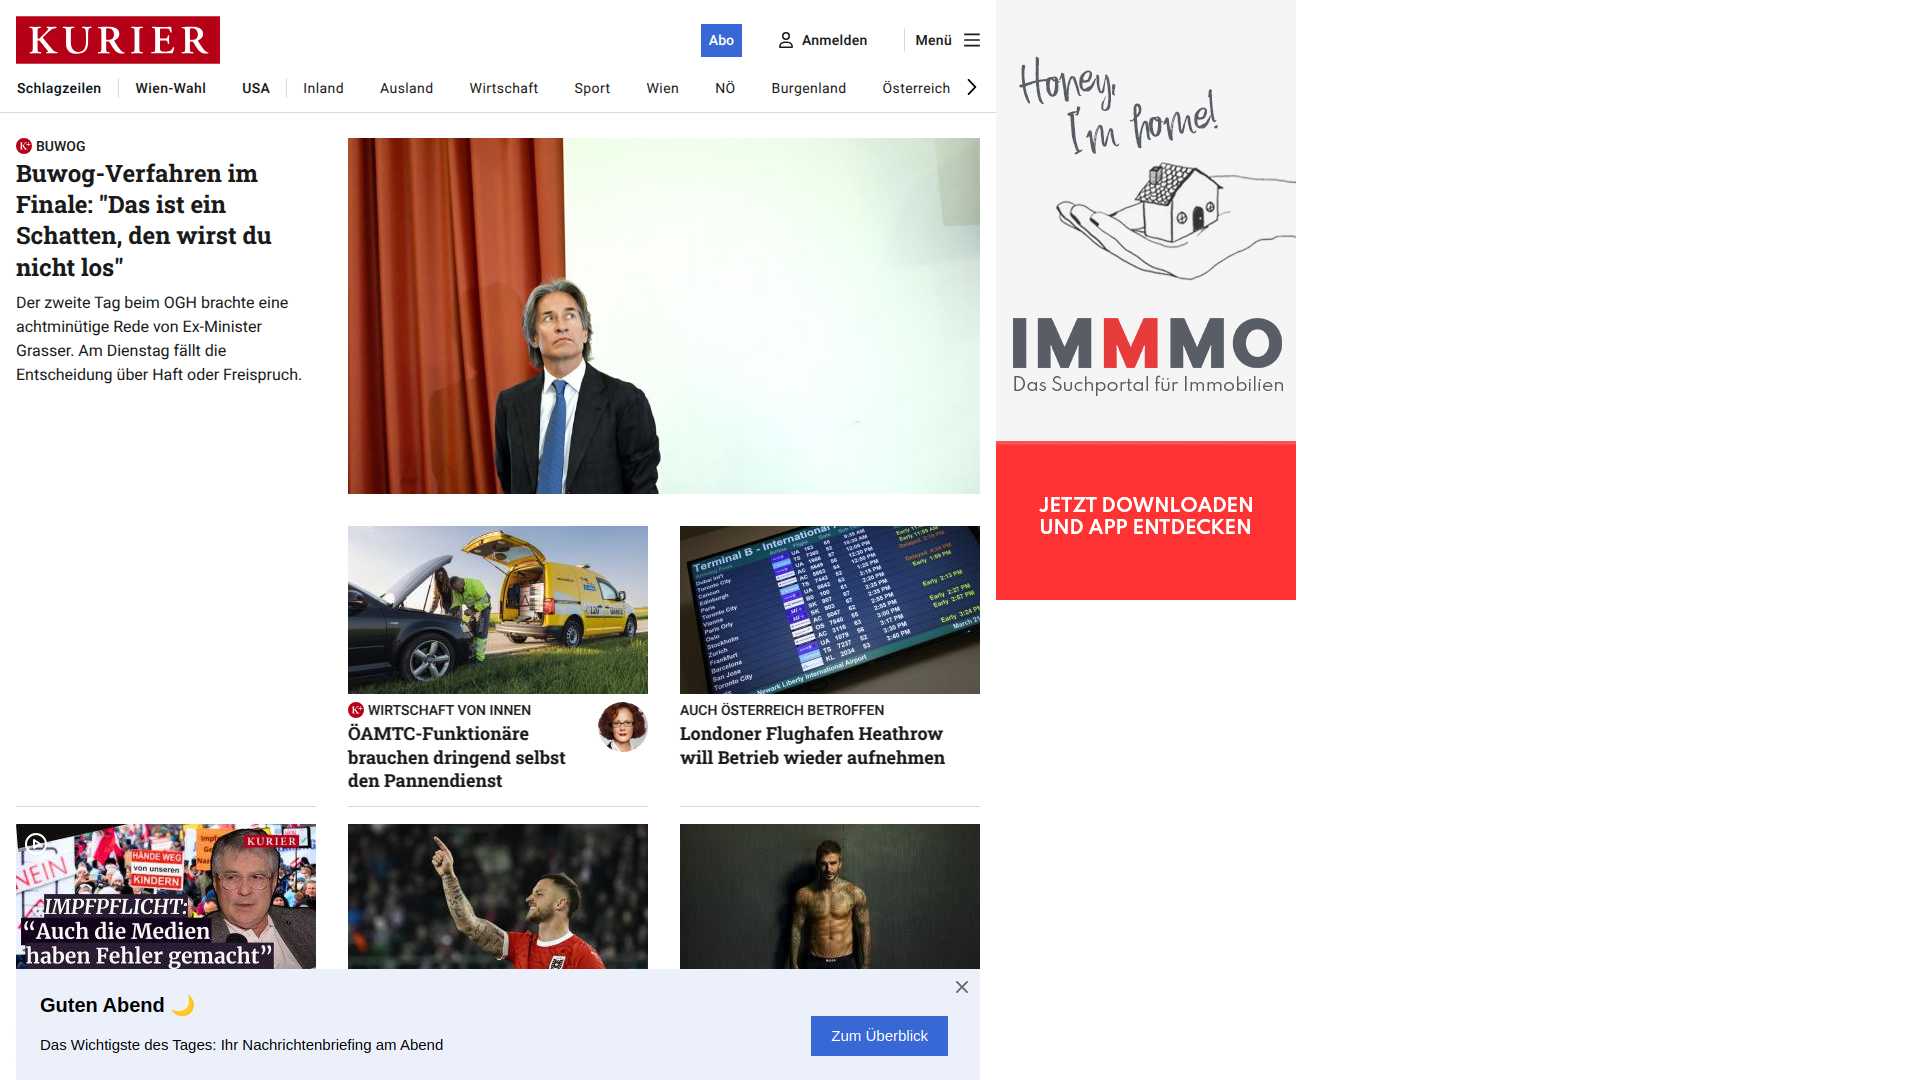 KURIER
Abo
Anmelden
Menü
Schlagzeilen
Wien-Wahl
USA
Inland
Ausland
Wirtschaft
Sport
Wien
NÖ
Burgenland
Österreich
BUWOG
Buwog-Verfahren im
Finale: "Das ist ein
Schatten, den wirst du
nicht los"
Der zweite Tag beim OGH brachte eine
achtminütige Rede von Ex-Minister
Grasser. Am Dienstag fällt die
Entscheidung über Haft oder Freispruch.
Honey,
I'm home!
IMMMO
Das Suchportal für Immobilien
JETZT DOWNLOADEN
UND APP ENTDECKEN
Terminal B - International
WIRTSCHAFT VON INNEN
ÖAMTC-Funktionäre
brauchen dringend selbst
den Pannendienst
AUCH ÖSTERREICH BETROFFEN
Londoner Flughafen Heathrow
will Betrieb wieder aufnehmen
KURIER
HÄNDE WEG
von unseren
KINDERN
NEIN
IMPFPFLICHT:
“Auch die Medien
haben Fehler gemacht”
Guten Abend 🌙
Das Wichtigste des Tages: Ihr Nachrichtenbriefing am Abend
Zum Überblick